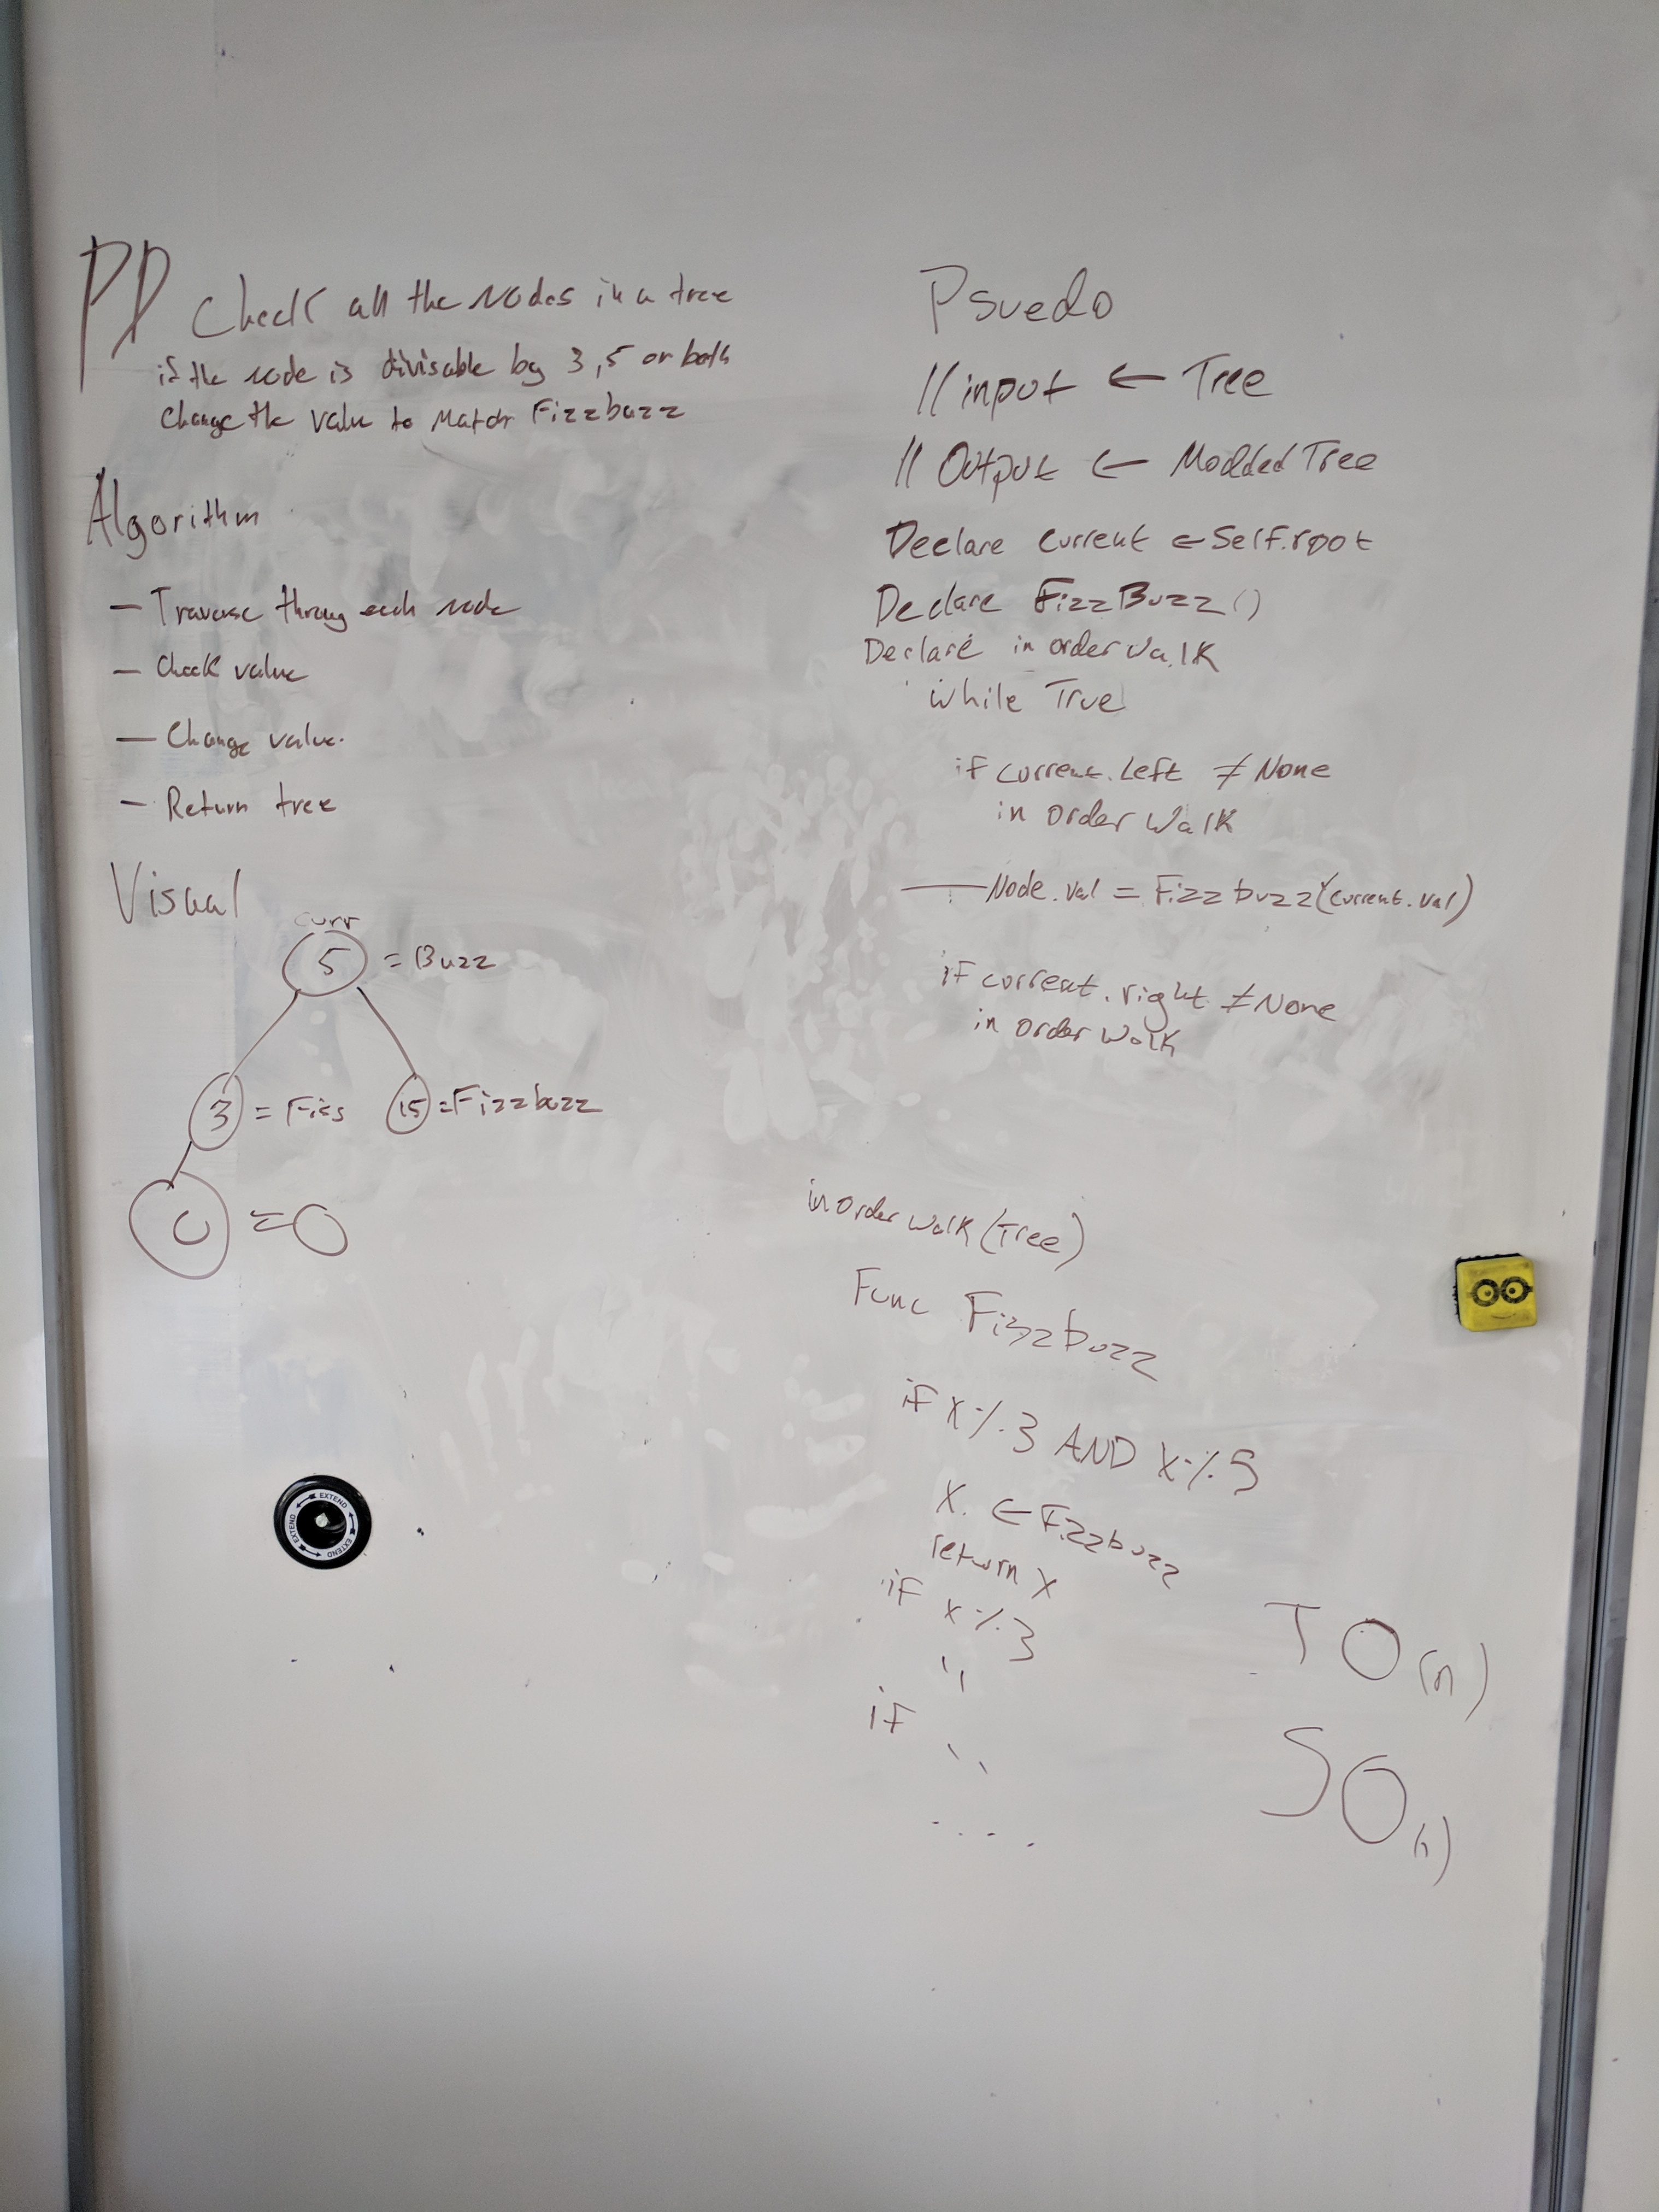 PD
Check all the Nodes in a tree
if the node is divisable by 3,5 or both
Change the value to Match Fizzbuzz
Algorithm
- Traverse throug each node
- Check value
- Change value.
- Return tree
Visual
curr
5 = Buzz
3 = Fiss 15 = Fizzbuzz
0 = 0
EXTEND EXTEND EXTEND EXTEND
Psuedo
// input ← Tree
// Output ← Modded Tree
Declare current ← Self.root
Declare FizzBuzz()
Declare in order walk
while True
if current.left ≠ None
in order walk
Node.val = Fizzbuzz(current.val)
if current.right ≠ None
in order walk
in order walk (Tree)
Func Fizzbuzz
if X % 3 AND X % 5
X. ← Fizzbuzz
return X
if x % 3
''
if
''
....
T O(n)
S O(h)